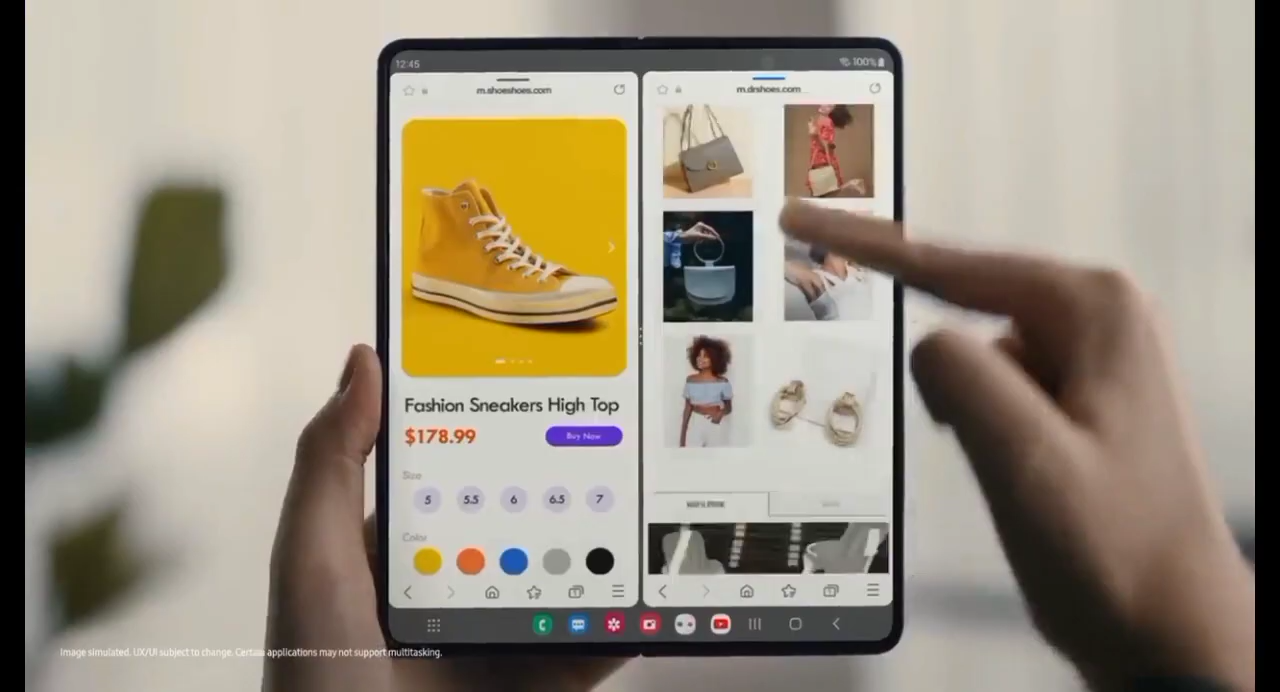 12:45
100%
m.shoeshoes.com
m.drshoes.com
Fashion Sneakers High Top
$178.99
Buy Now
Size
5 5.5 6 6.5 7
Color
Image simulated. UX/UI subject to change. Certain applications may not support multitasking.